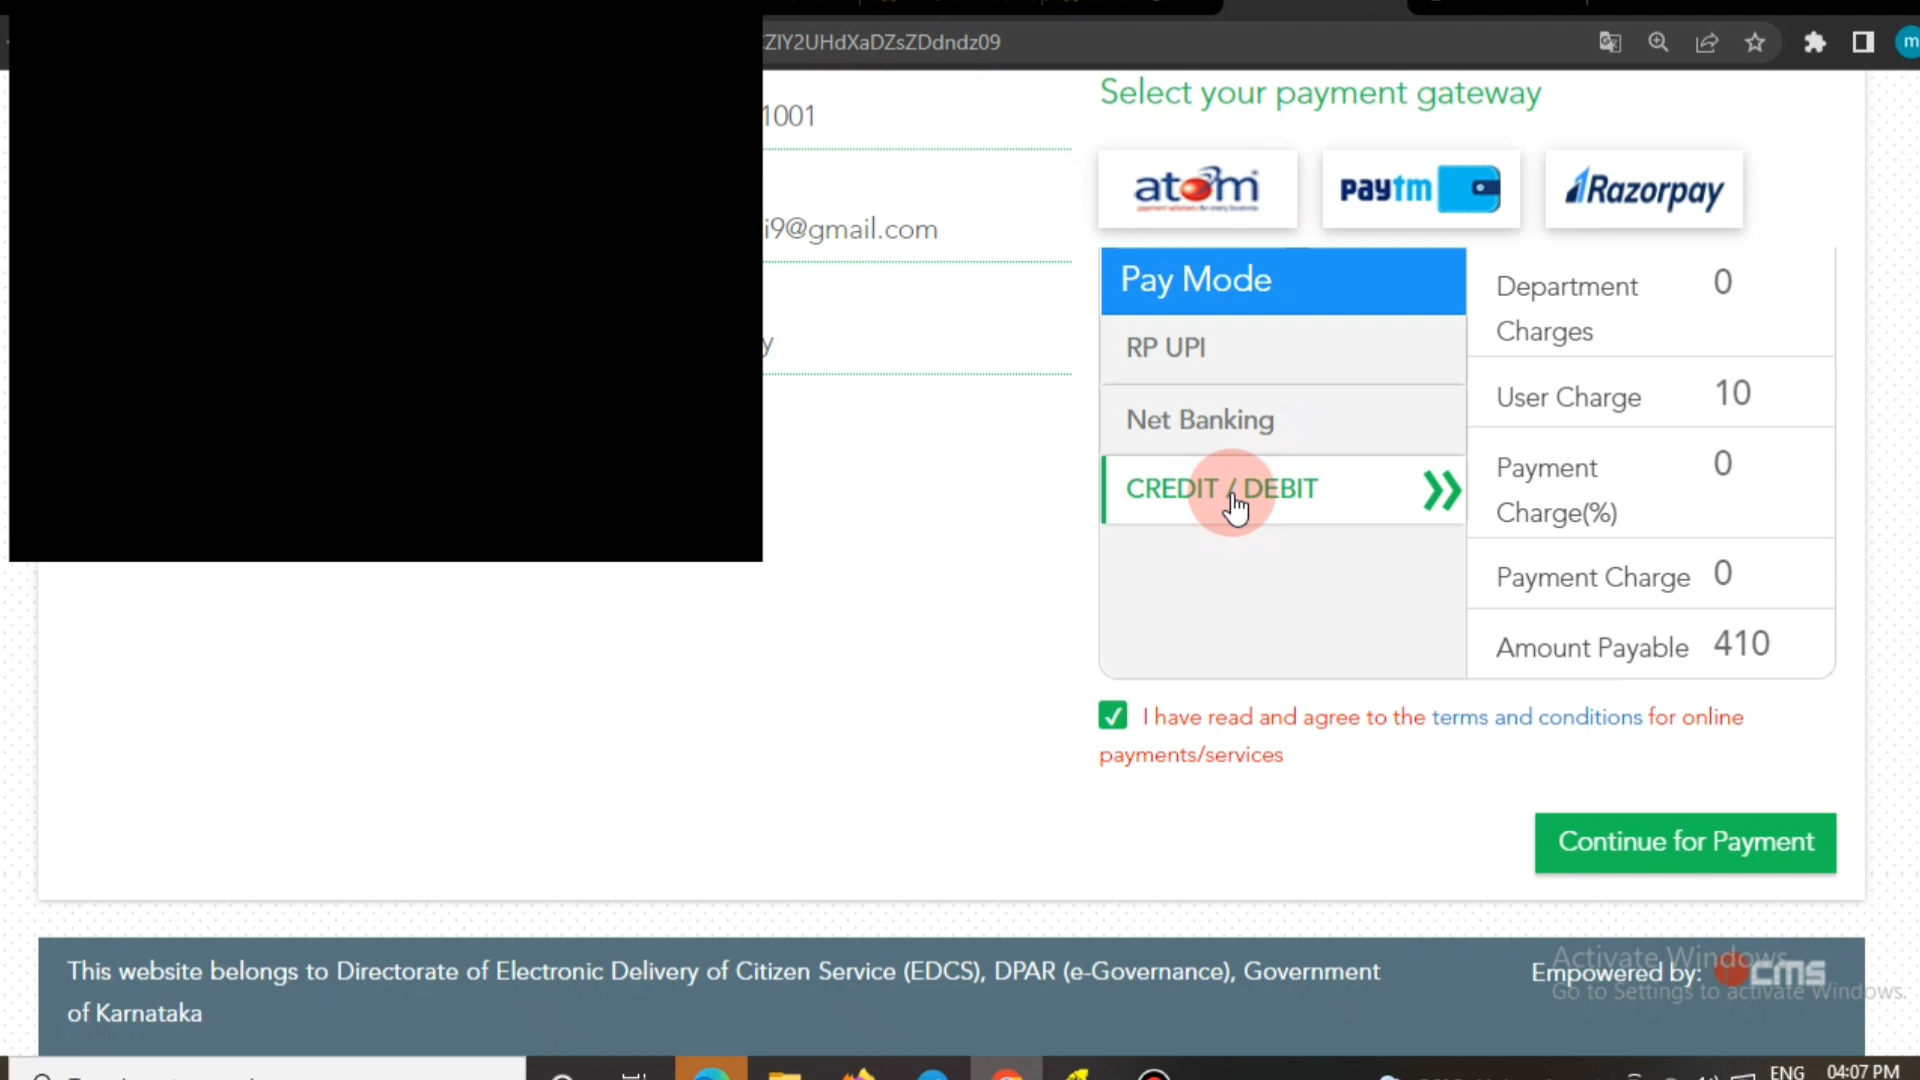 ZIY2UHdXaDZsZDdndz09
1001
i9@gmail.com
y
Select your payment gateway
atom
paytm
Razorpay
Pay Mode
RP UPI
Net Banking
CREDIT / DEBIT
Department Charges 0
User Charge 10
Payment Charge(%) 0
Payment Charge 0
Amount Payable 410
I have read and agree to the terms and conditions for online
payments/services
Continue for Payment
This website belongs to Directorate of Electronic Delivery of Citizen Service (EDCS), DPAR (e-Governance), Government
of Karnataka
Empowered by: CMS
Activate Windows
Go to Settings to activate Windows.
ENG 04:07 PM
m